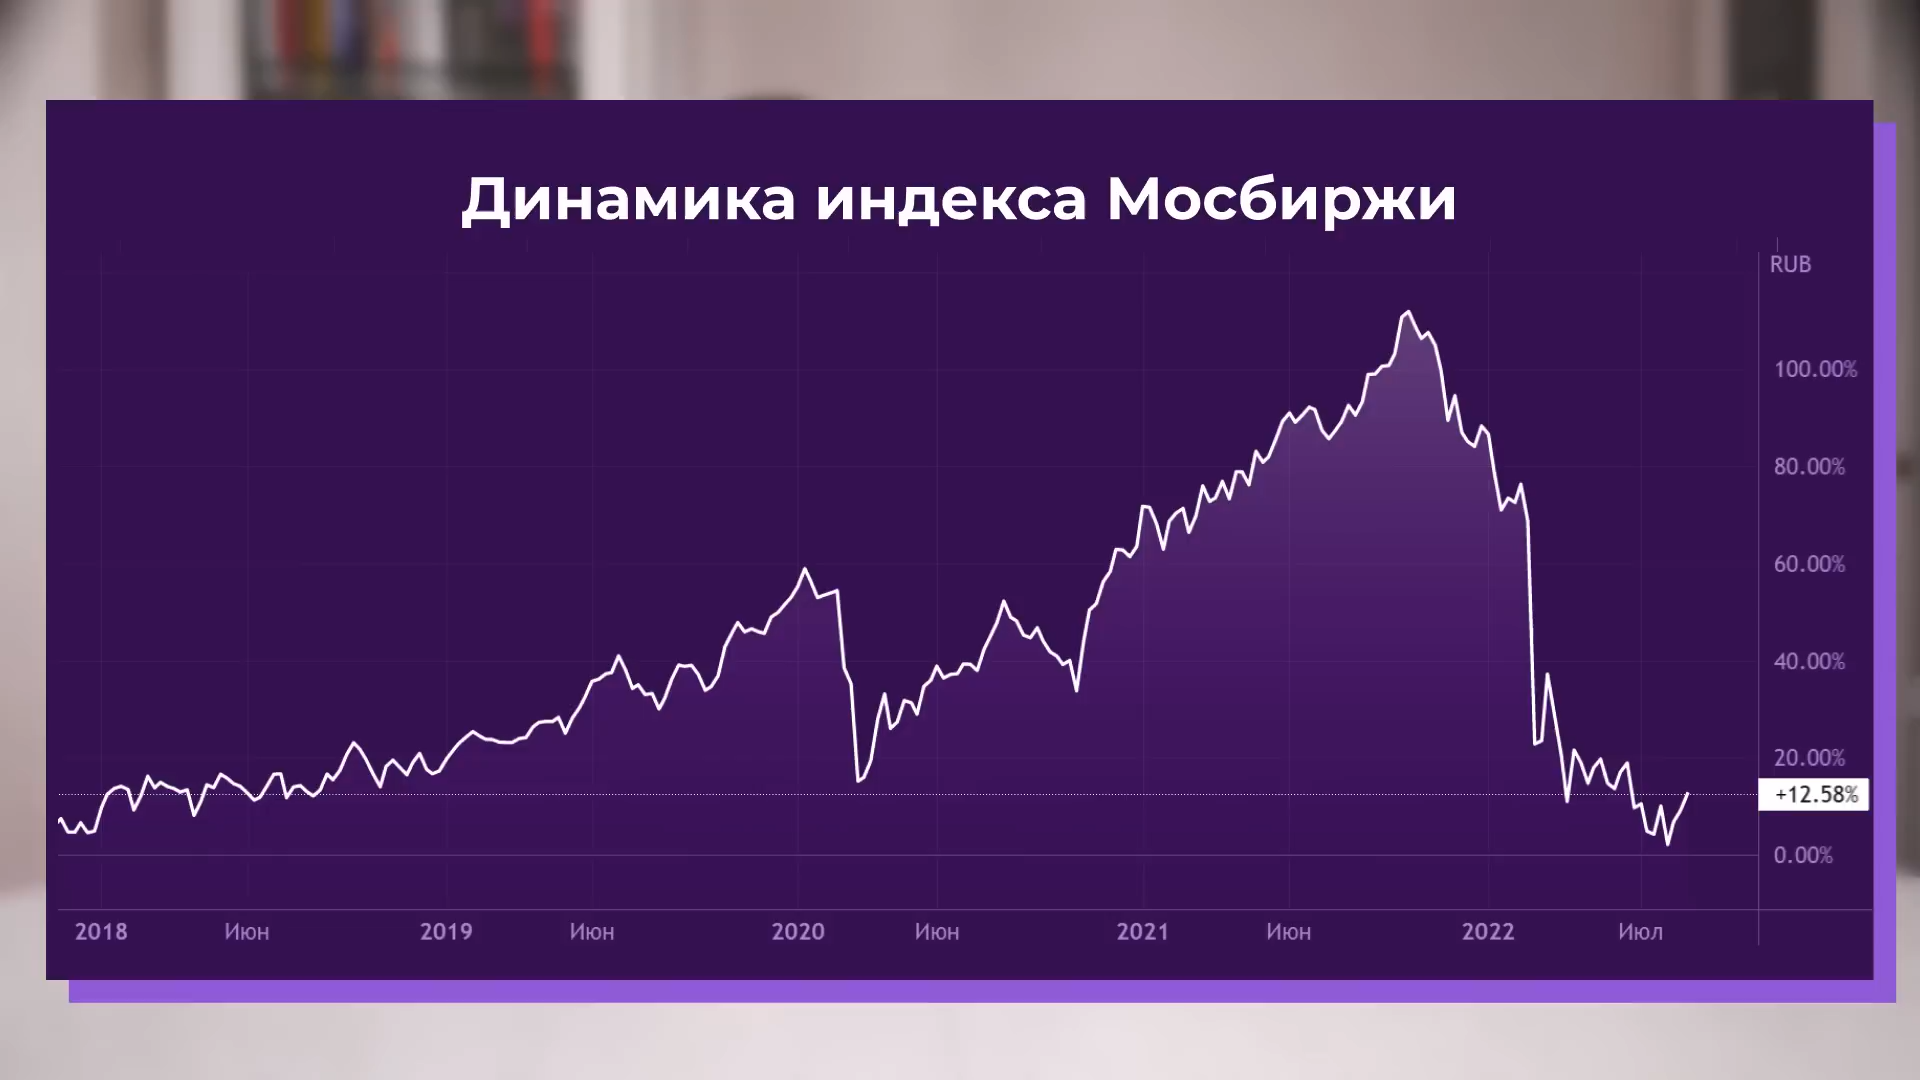 Динамика индекса Мосбиржи
RUB
100.00%
80.00%
60.00%
40.00%
20.00%
+12.58%
0.00%
2018 Июн 2019 Июн 2020 Июн 2021 Июн 2022 Июл